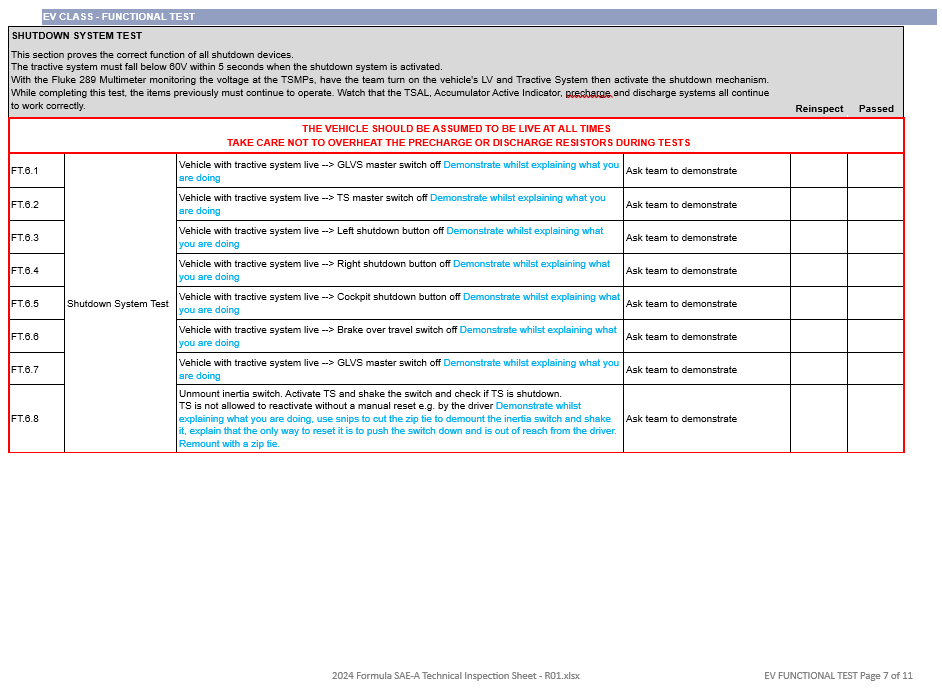 EV CLASS - FUNCTIONAL TEST
SHUTDOWN SYSTEM TEST
This section proves the correct function of all shutdown devices.
The tractive system must fall below 60V within 5 seconds when the shutdown system is activated.
With the Fluke 289 Multimeter monitoring the voltage at the TSMPs, have the team turn on the vehicle's LV and Tractive System then activate the shutdown mechanism.
While completing this test, the items previously must continue to operate. Watch that the TSAL, Accumulator Active Indicator, precharge and discharge systems all continue
to work correctly.
Reinspect Passed
THE VEHICLE SHOULD BE ASSUMED TO BE LIVE AT ALL TIMES
TAKE CARE NOT TO OVERHEAT THE PRECHARGE OR DISCHARGE RESISTORS DURING TESTS
FT.6.1
Vehicle with tractive system live --> GLVS master switch off Demonstrate whilst explaining what you
are doing
Ask team to demonstrate
FT.6.2
Vehicle with tractive system live --> TS master switch off Demonstrate whilst explaining what you
are doing
Ask team to demonstrate
FT.6.3
Vehicle with tractive system live --> Left shutdown button off Demonstrate whilst explaining what
you are doing
Ask team to demonstrate
FT.6.4
Vehicle with tractive system live --> Right shutdown button off Demonstrate whilst explaining what
you are doing
Ask team to demonstrate
FT.6.5
Shutdown System Test
Vehicle with tractive system live --> Cockpit shutdown button off Demonstrate whilst explaining what
you are doing
Ask team to demonstrate
FT.6.6
Vehicle with tractive system live --> Brake over travel switch off Demonstrate whilst explaining what
you are doing
Ask team to demonstrate
FT.6.7
Vehicle with tractive system live --> GLVS master switch off Demonstrate whilst explaining what you
are doing
Ask team to demonstrate
FT.6.8
Unmount inertia switch. Activate TS and shake the switch and check if TS is shutdown.
TS is not allowed to reactivate without a manual reset e.g. by the driver Demonstrate whilst
explaining what you are doing, use snips to cut the zip tie to demount the inertia switch and shake
it, explain that the only way to reset it is to push the switch down and is out of reach from the driver.
Remount with a zip tie.
Ask team to demonstrate
2024 Formula SAE-A Technical Inspection Sheet - R01.xlsx
EV FUNCTIONAL TEST Page 7 of 11